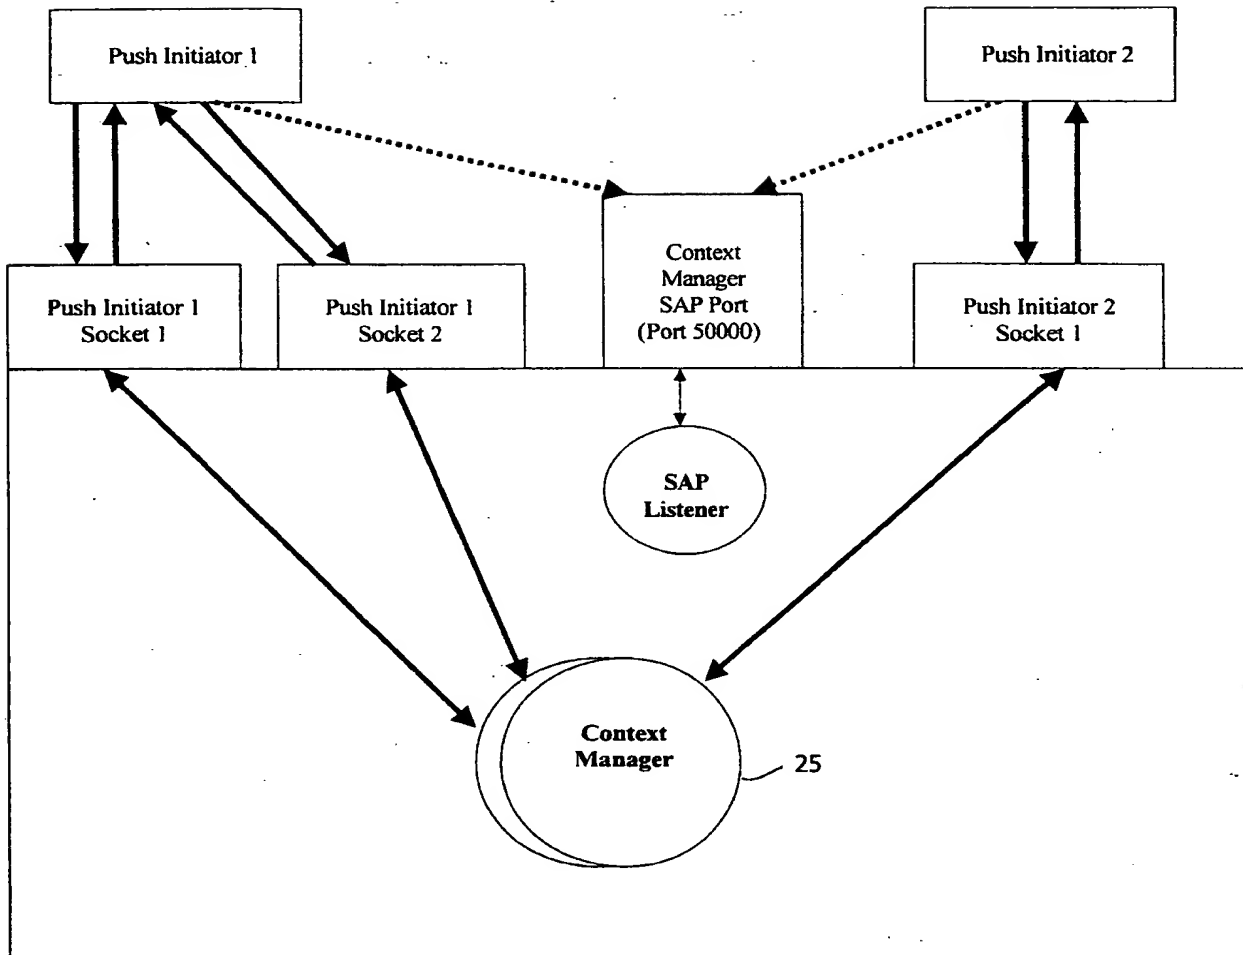 Push Initiator 1
Push Initiator 2
Context
Manager
SAP Port
(Port 50000)
Push Initiator 1
Socket 1
Push Initiator 1
Socket 2
Push Initiator 2
Socket 1
SAP
Listener
Context
Manager
25